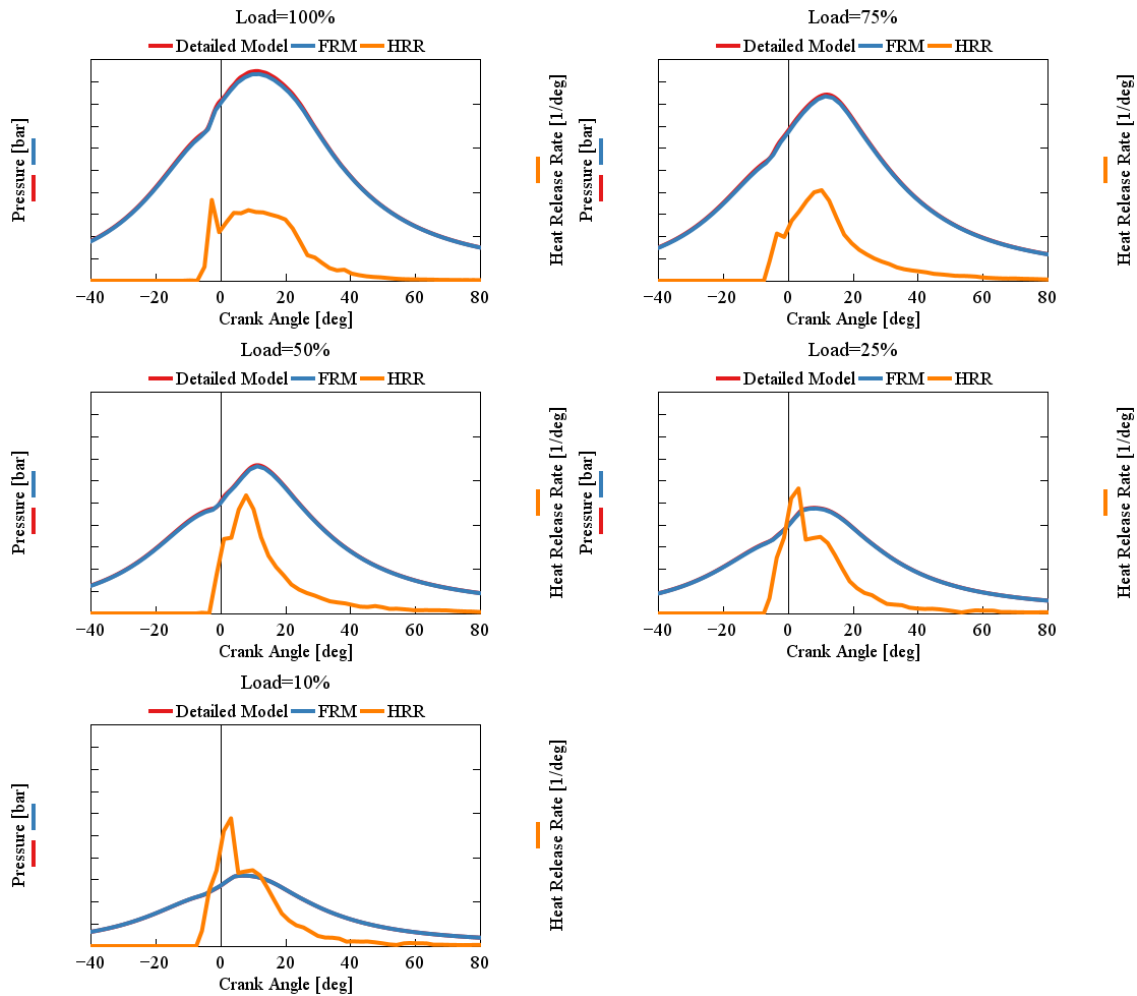 Load=100%
Detailed Model FRM HRR
Pressure [bar]
Heat Release Rate [1/deg]
−40 −20 0 20 40 60 80
Crank Angle [deg]
Load=75%
Detailed Model FRM HRR
Pressure [bar]
Heat Release Rate [1/deg]
−40 −20 0 20 40 60 80
Crank Angle [deg]
Load=50%
Detailed Model FRM HRR
Pressure [bar]
Heat Release Rate [1/deg]
−40 −20 0 20 40 60 80
Crank Angle [deg]
Load=25%
Detailed Model FRM HRR
Pressure [bar]
Heat Release Rate [1/deg]
−40 −20 0 20 40 60 80
Crank Angle [deg]
Load=10%
Detailed Model FRM HRR
Pressure [bar]
Heat Release Rate [1/deg]
−40 −20 0 20 40 60 80
Crank Angle [deg]